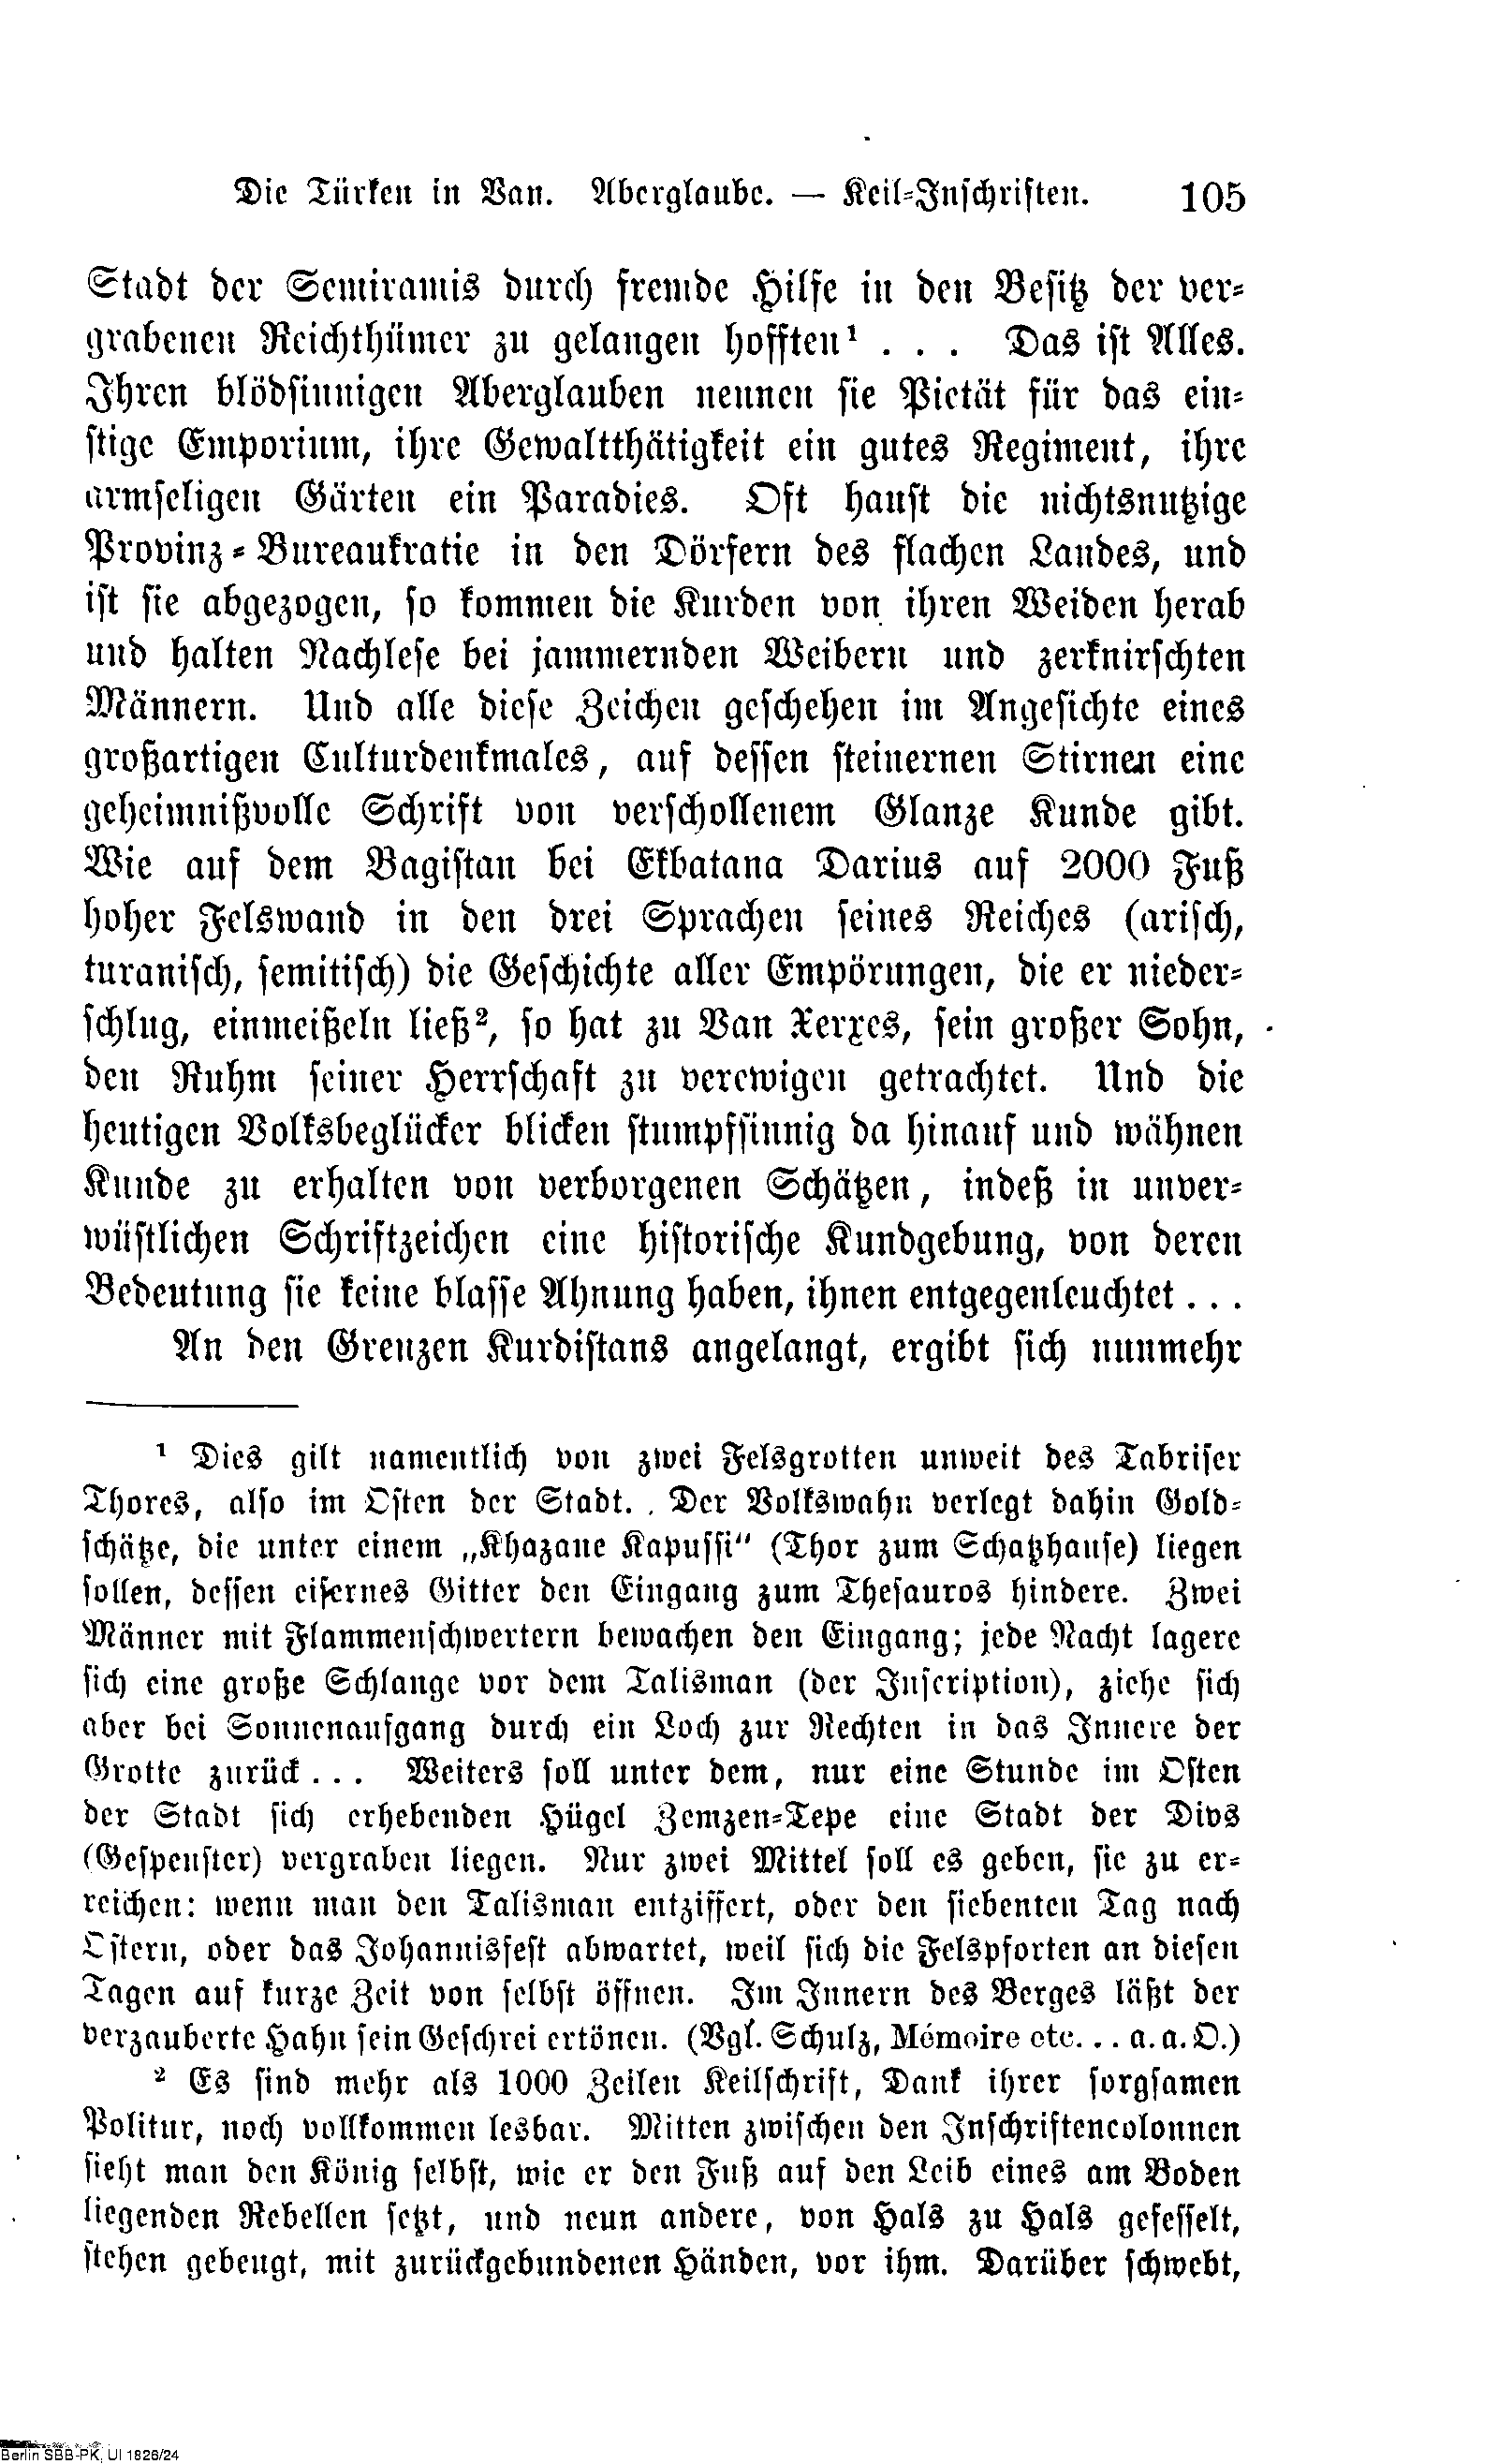 Die Türken in Van. Aberglaube. — Keil-Inschriften. 105
Stadt der Semiramis durch fremde Hilfe in den Besitz der ver-
grabenen Reichthümer zu gelangen hofften¹ . . . Das ist Alles.
Ihren blödsinnigen Aberglauben nennen sie Pietät für das ein-
stige Emporium, ihre Gewaltthätigkeit ein gutes Regiment, ihre
armseligen Gärten ein Paradies. Oft haust die nichtsnutzige
Provinz-Bureaukratie in den Dörfern des flachen Landes, und
ist sie abgezogen, so kommen die Kurden von ihren Weiden herab
und halten Nachlese bei jammernden Weibern und zerknirschten
Männern. Und alle diese Zeichen geschehen im Angesichte eines
großartigen Culturdenkmales, auf dessen steinernen Stirnen eine
geheimnißvolle Schrift von verschollenem Glanze Kunde gibt.
Wie auf dem Bagistan bei Ekbatana Darius auf 2000 Fuß
hoher Felswand in den drei Sprachen seines Reiches (arisch,
turanisch, semitisch) die Geschichte aller Empörungen, die er nieder-
schlug, einmeißeln ließ², so hat zu Van Xerxes, sein großer Sohn,
den Ruhm seiner Herrschaft zu verewigen getrachtet. Und die
heutigen Volksbeglücker blicken stumpfsinnig da hinauf und wähnen
Kunde zu erhalten von verborgenen Schätzen, indeß in unver-
wüstlichen Schriftzeichen eine historische Kundgebung, von deren
Bedeutung sie keine blasse Ahnung haben, ihnen entgegenleuchtet . . .
An den Grenzen Kurdistans angelangt, ergibt sich nunmehr
¹ Dies gilt namentlich von zwei Felsgrotten unweit des Tabriser
Thores, also im Osten der Stadt. Der Volkswahn verlegt dahin Gold-
schätze, die unter einem „Khazane Kapussi“ (Thor zum Schatzhause) liegen
sollen, dessen eisernes Gitter den Eingang zum Thesauros hindere. Zwei
Männer mit Flammenschwertern bewachen den Eingang; jede Nacht lagere
sich eine große Schlange vor dem Talisman (der Inscription), ziehe sich
aber bei Sonnenaufgang durch ein Loch zur Rechten in das Innere der
Grotte zurück . . . Weiters soll unter dem, nur eine Stunde im Osten
der Stadt sich erhebenden Hügel Zemzen-Tepe eine Stadt der Divs
(Gespenster) vergraben liegen. Nur zwei Mittel soll es geben, sie zu er-
reichen: wenn man den Talisman entziffert, oder den siebenten Tag nach
Ostern, oder das Johannisfest abwartet, weil sich die Felspforten an diesen
Tagen auf kurze Zeit von selbst öffnen. Im Innern des Berges läßt der
verzauberte Hahn sein Geschrei ertönen. (Vgl. Schulz, Mémoire etc. . . a. a. O.)
² Es sind mehr als 1000 Zeilen Keilschrift, Dank ihrer sorgsamen
Politur, noch vollkommen lesbar. Mitten zwischen den Inschriftencolonnen
sieht man den König selbst, wie er den Fuß auf den Leib eines am Boden
liegenden Rebellen setzt, und neun andere, von Hals zu Hals gefesselt,
stehen gebeugt, mit zurückgebundenen Händen, vor ihm. Darüber schwebt,
Berlin SBB-PK, UI 1826/24